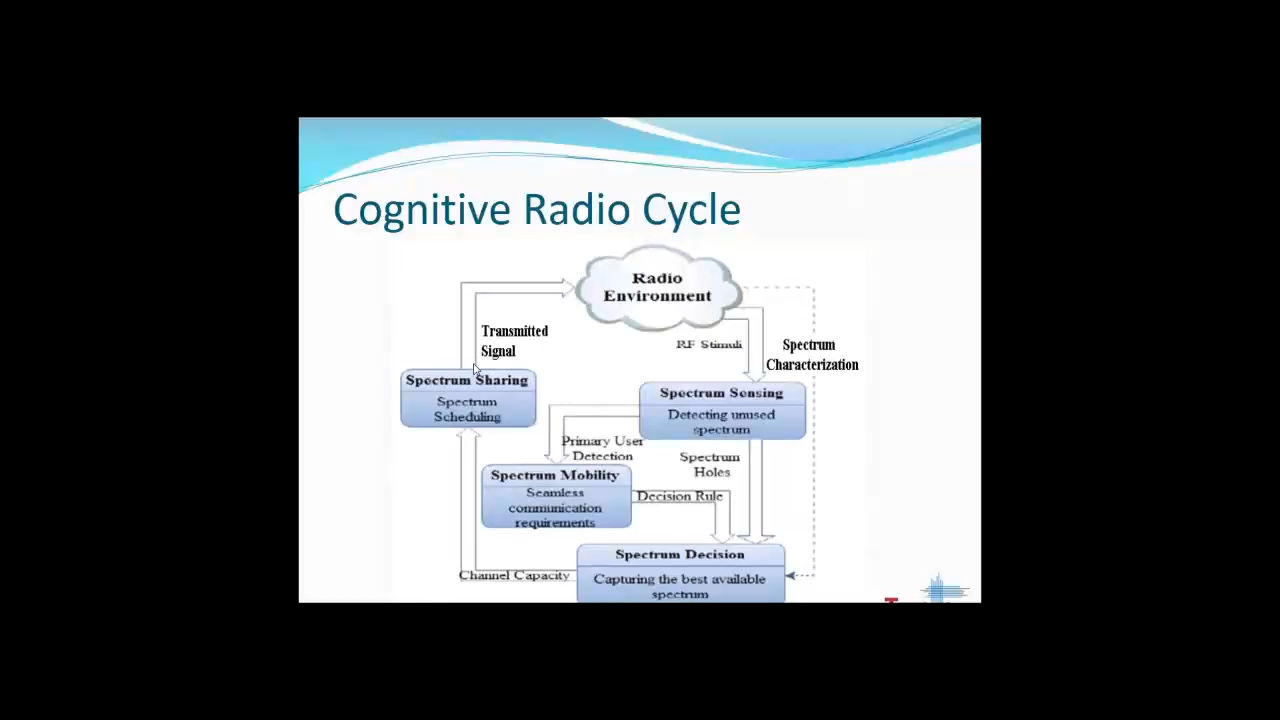 Cognitive Radio Cycle
Radio
Environment
Transmitted
Signal
RF Stimuli
Spectrum
Characterization
Spectrum Sharing
Spectrum
Scheduling
Spectrum Sensing
Detecting unused
spectrum
Primary User
Detection
Spectrum
Holes
Spectrum Mobility
Seamless
communication
requirements
Decision Rule
Spectrum Decision
Capturing the best available
spectrum
Channel Capacity